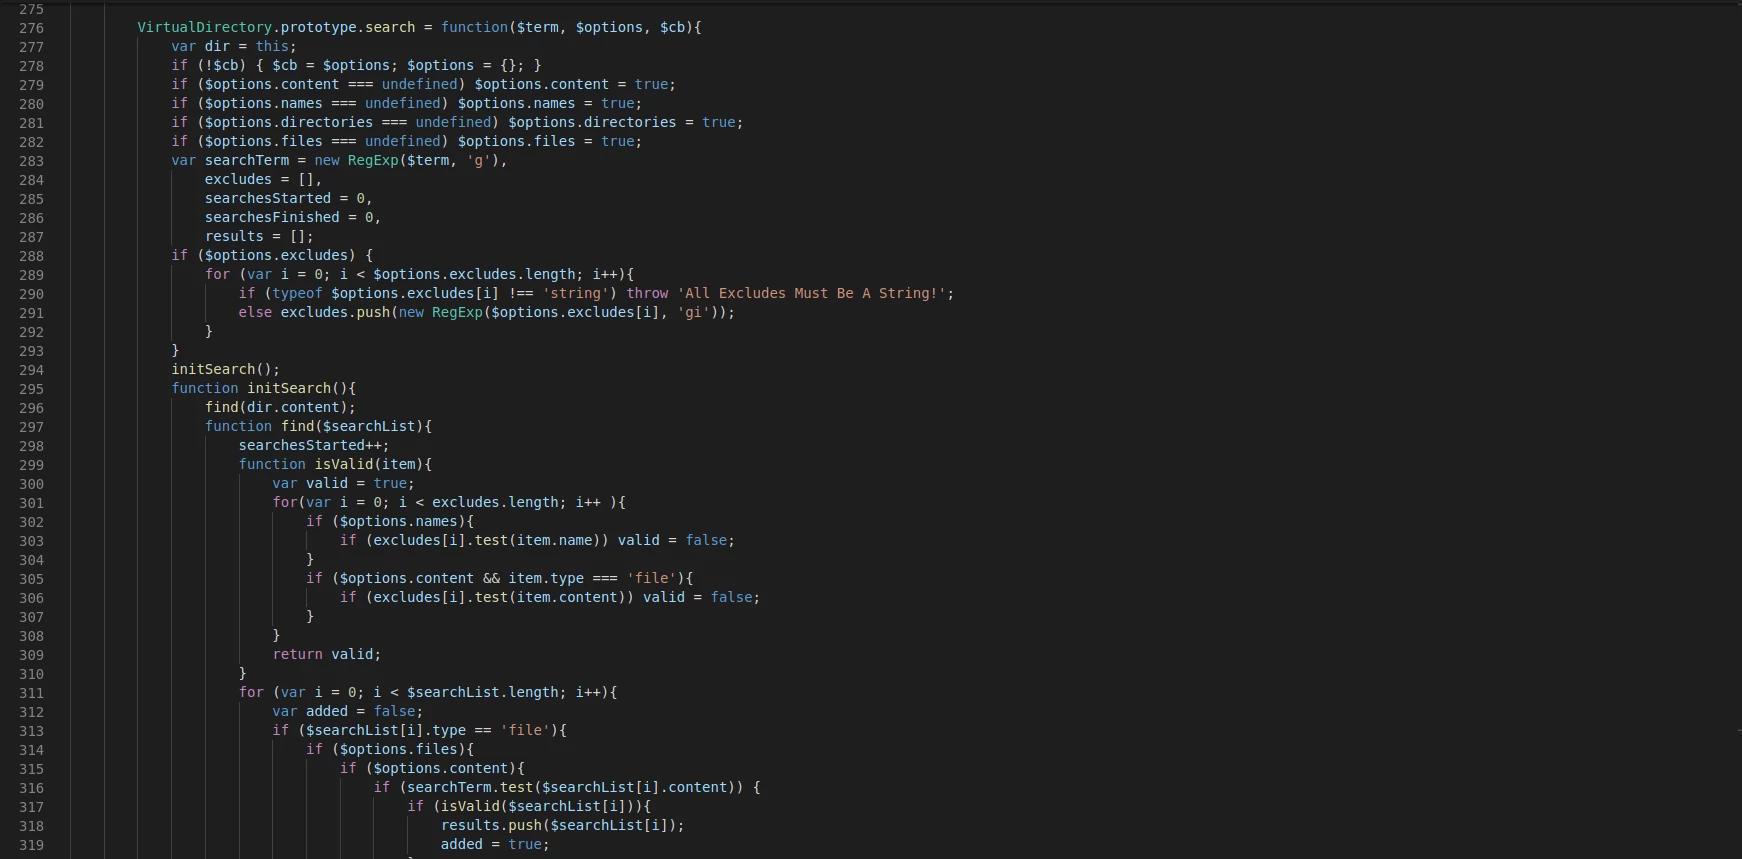 275
276 VirtualDirectory.prototype.search = function($term, $options, $cb){
277 var dir = this;
278 if (!$cb) { $cb = $options; $options = {}; }
279 if ($options.content === undefined) $options.content = true;
280 if ($options.names === undefined) $options.names = true;
281 if ($options.directories === undefined) $options.directories = true;
282 if ($options.files === undefined) $options.files = true;
283 var searchTerm = new RegExp($term, 'g'),
284 excludes = [],
285 searchesStarted = 0,
286 searchesFinished = 0,
287 results = [];
288 if ($options.excludes) {
289 for (var i = 0; i < $options.excludes.length; i++){
290 if (typeof $options.excludes[i] !== 'string') throw 'All Excludes Must Be A String!';
291 else excludes.push(new RegExp($options.excludes[i], 'gi'));
292 }
293 }
294 initSearch();
295 function initSearch(){
296 find(dir.content);
297 function find($searchList){
298 searchesStarted++;
299 function isValid(item){
300 var valid = true;
301 for(var i = 0; i < excludes.length; i++ ){
302 if ($options.names){
303 if (excludes[i].test(item.name)) valid = false;
304 }
305 if ($options.content && item.type === 'file'){
306 if (excludes[i].test(item.content)) valid = false;
307 }
308 }
309 return valid;
310 }
311 for (var i = 0; i < $searchList.length; i++){
312 var added = false;
313 if ($searchList[i].type == 'file'){
314 if ($options.files){
315 if ($options.content){
316 if (searchTerm.test($searchList[i].content)) {
317 if (isValid($searchList[i])){
318 results.push($searchList[i]);
319 added = true;